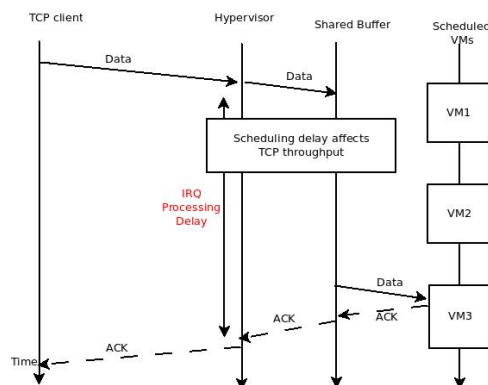 TCP client
Hypervisor
Shared Buffer
Scheduled
VMs
Data
Data
VM1
Scheduling delay affects
TCP throughput
IRQ
Processing
Delay
VM2
Data
VM3
ACK
ACK
ACK
Time